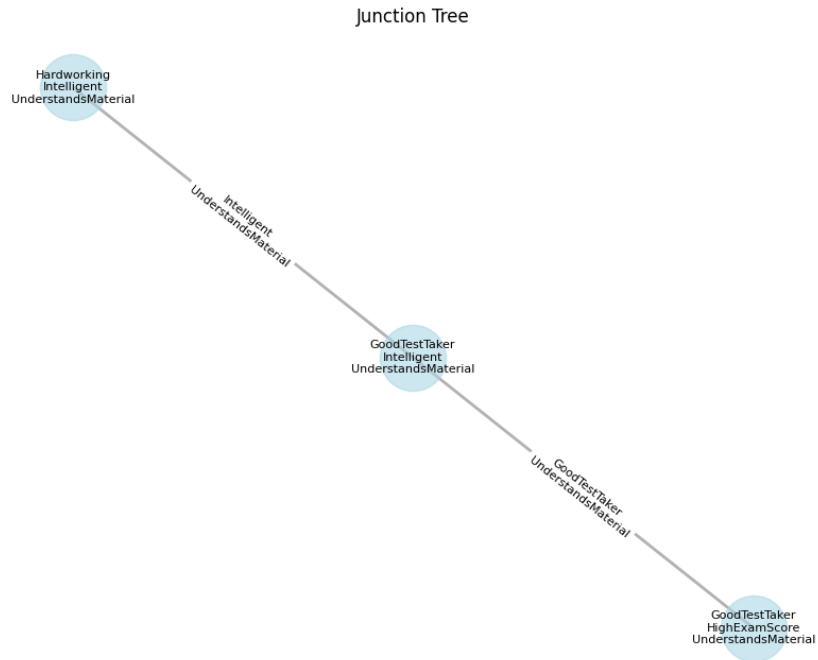 Junction Tree
Hardworking
Intelligent
UnderstandsMaterial
Intelligent
UnderstandsMaterial
GoodTestTaker
Intelligent
UnderstandsMaterial
GoodTestTaker
UnderstandsMaterial
GoodTestTaker
HighExamScore
UnderstandsMaterial